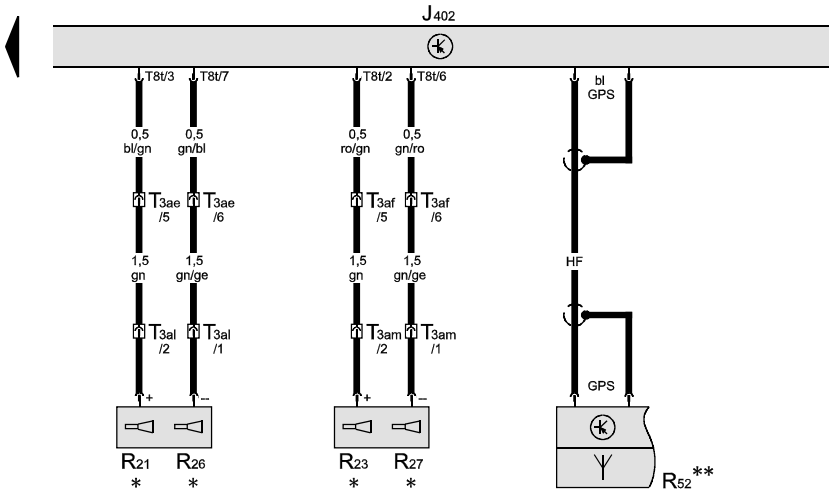 J402
T8t/3 T8t/7 T8t/2 T8t/6 bl
GPS
0,5 0,5 0,5 0,5
bl/gn gn/bl ro/gn gn/ro
T3ae T3ae T3af T3af
/5 /6 /5 /6
1,5 1,5 1,5 1,5 HF
gn gn/ge gn gn/ge
T3al T3al T3am T3am
/2 /1 /2 /1
+ -- + -- GPS
R21 R26 R23 R27 R52**
* * * *